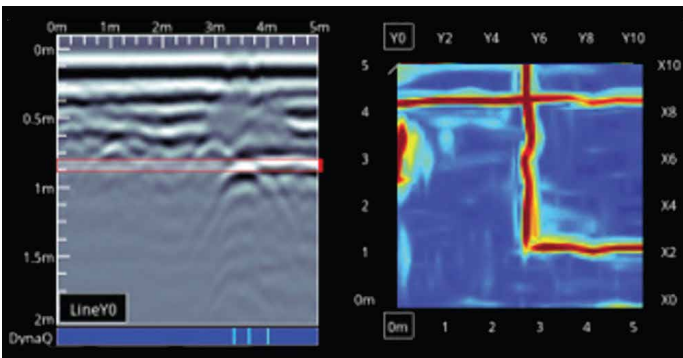 0m 1m 2m 3m 4m 5m
0m
0.5m
1m
1.5m
2m
LineY0
DynaQ
Y0 Y2 Y4 Y6 Y8 Y10
5 X10
4 X8
3 X6
2 X4
1 X2
0m X0
0m 1 2 3 4 5